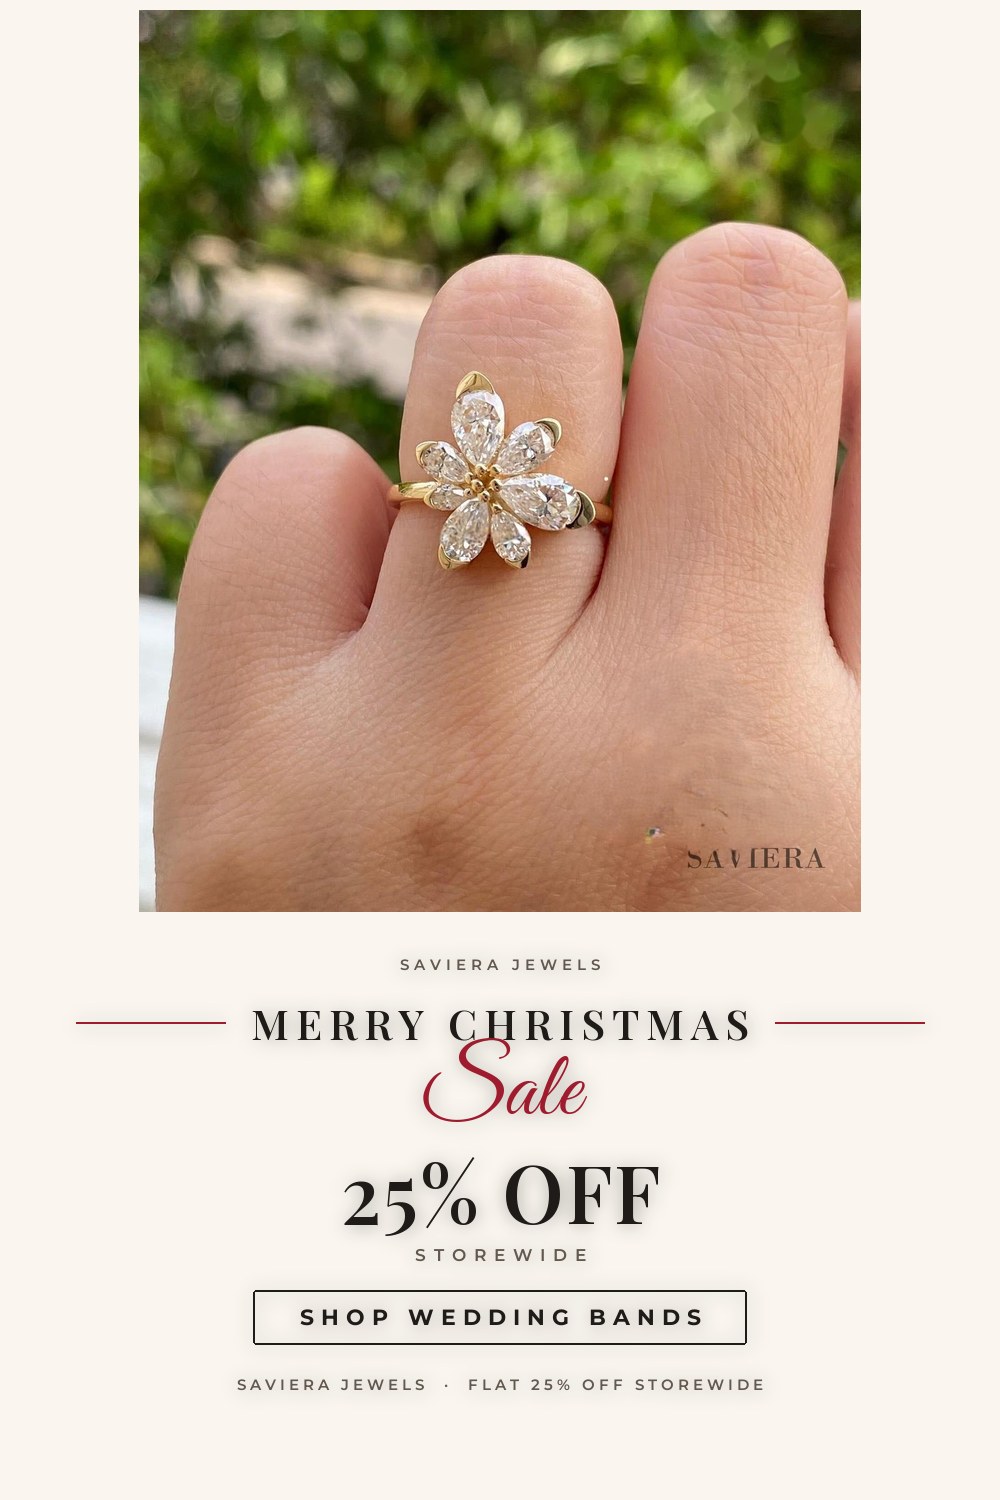 SAVIERA
SAVIERA JEWELS
MERRY CHRISTMAS
Sale
25% OFF
STOREWIDE
SHOP WEDDING BANDS
SAVIERA JEWELS · FLAT 25% OFF STOREWIDE